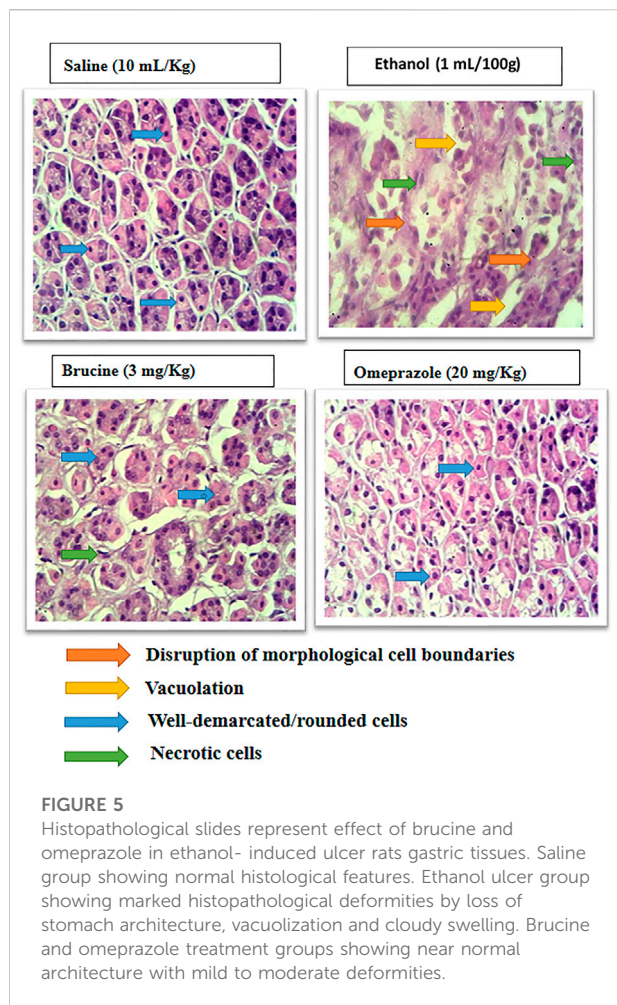 Saline (10 mL/Kg)
Ethanol (1 mL/100g)
Brucine (3 mg/Kg)
Omeprazole (20 mg/Kg)
Disruption of morphological cell boundaries
Vacuolation
Well-demarcated/rounded cells
Necrotic cells
FIGURE 5
Histopathological slides represent effect of brucine and
omeprazole in ethanol- induced ulcer rats gastric tissues. Saline
group showing normal histological features. Ethanol ulcer group
showing marked histopathological deformities by loss of
stomach architecture, vacuolization and cloudy swelling. Brucine
and omeprazole treatment groups showing near normal
architecture with mild to moderate deformities.